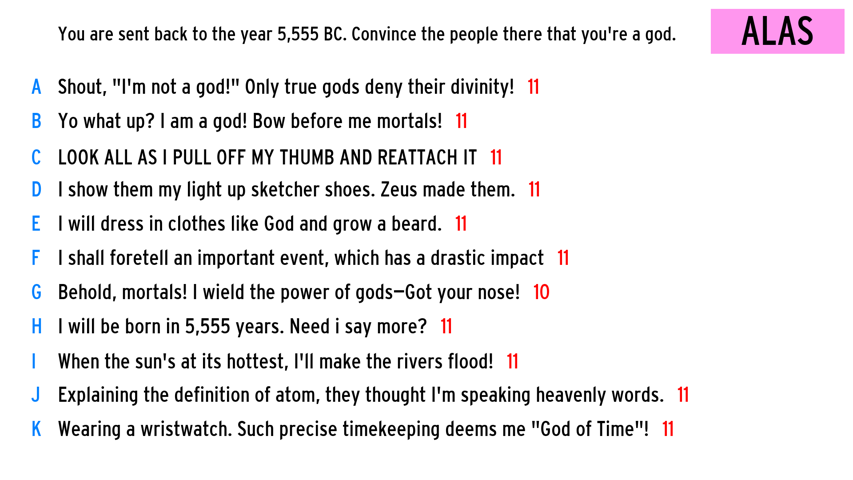 You are sent back to the year 5,555 BC. Convince the people there that you're a god. ALAS
A Shout, "I'm not a god!" Only true gods deny their divinity! 11
B Yo what up? I am a god! Bow before me mortals! 11
C LOOK ALL AS I PULL OFF MY THUMB AND REATTACH IT 11
D I show them my light up sketcher shoes. Zeus made them. 11
E I will dress in clothes like God and grow a beard. 11
F I shall foretell an important event, which has a drastic impact 11
G Behold, mortals! I wield the power of gods—Got your nose! 10
H I will be born in 5,555 years. Need i say more? 11
I When the sun's at its hottest, I'll make the rivers flood! 11
J Explaining the definition of atom, they thought I'm speaking heavenly words. 11
K Wearing a wristwatch. Such precise timekeeping deems me "God of Time"! 11